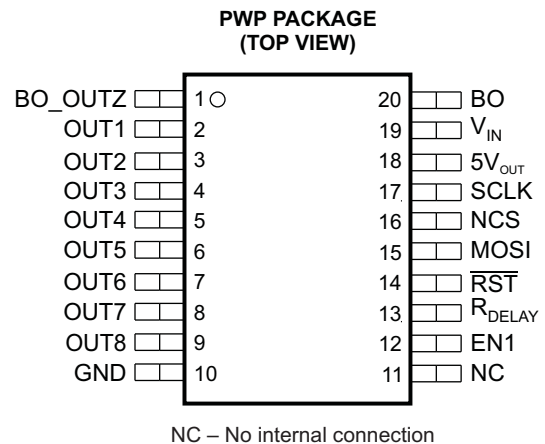 PWP PACKAGE
(TOP VIEW)
BO_OUTZ 1 20 BO
OUT1 2 19 VIN
OUT2 3 18 5VOUT
OUT3 4 17 SCLK
OUT4 5 16 NCS
OUT5 6 15 MOSI
OUT6 7 14 RST
OUT7 8 13 RDELAY
OUT8 9 12 EN1
GND 10 11 NC
NC – No internal connection